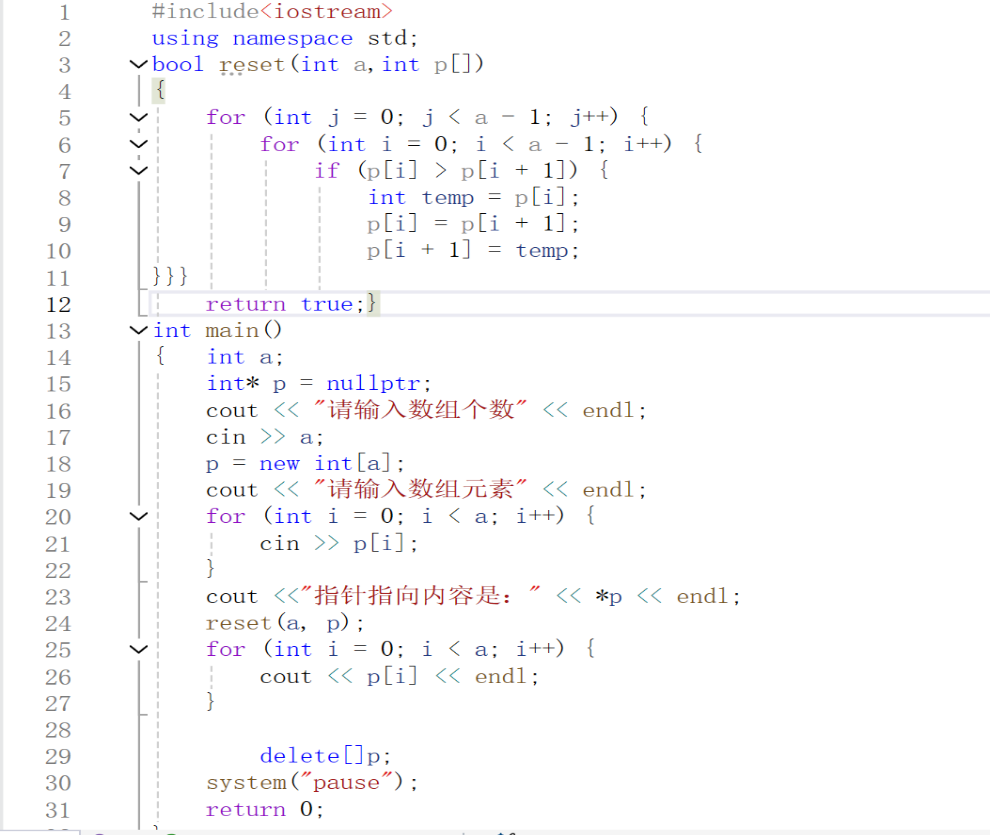 1 #include<iostream>
2 using namespace std;
3 bool reset(int a,int p[])
4 {
5 for (int j = 0; j < a - 1; j++) {
6 for (int i = 0; i < a - 1; i++) {
7 if (p[i] > p[i + 1]) {
8 int temp = p[i];
9 p[i] = p[i + 1];
10 p[i + 1] = temp;
11 }}}
12 return true;}
13 int main()
14 { int a;
15 int* p = nullptr;
16 cout << "请输入数组个数" << endl;
17 cin >> a;
18 p = new int[a];
19 cout << "请输入数组元素" << endl;
20 for (int i = 0; i < a; i++) {
21 cin >> p[i];
22 }
23 cout <<"指针指向内容是：" << *p << endl;
24 reset(a, p);
25 for (int i = 0; i < a; i++) {
26 cout << p[i] << endl;
27 }
28
29 delete[]p;
30 system("pause");
31 return 0;